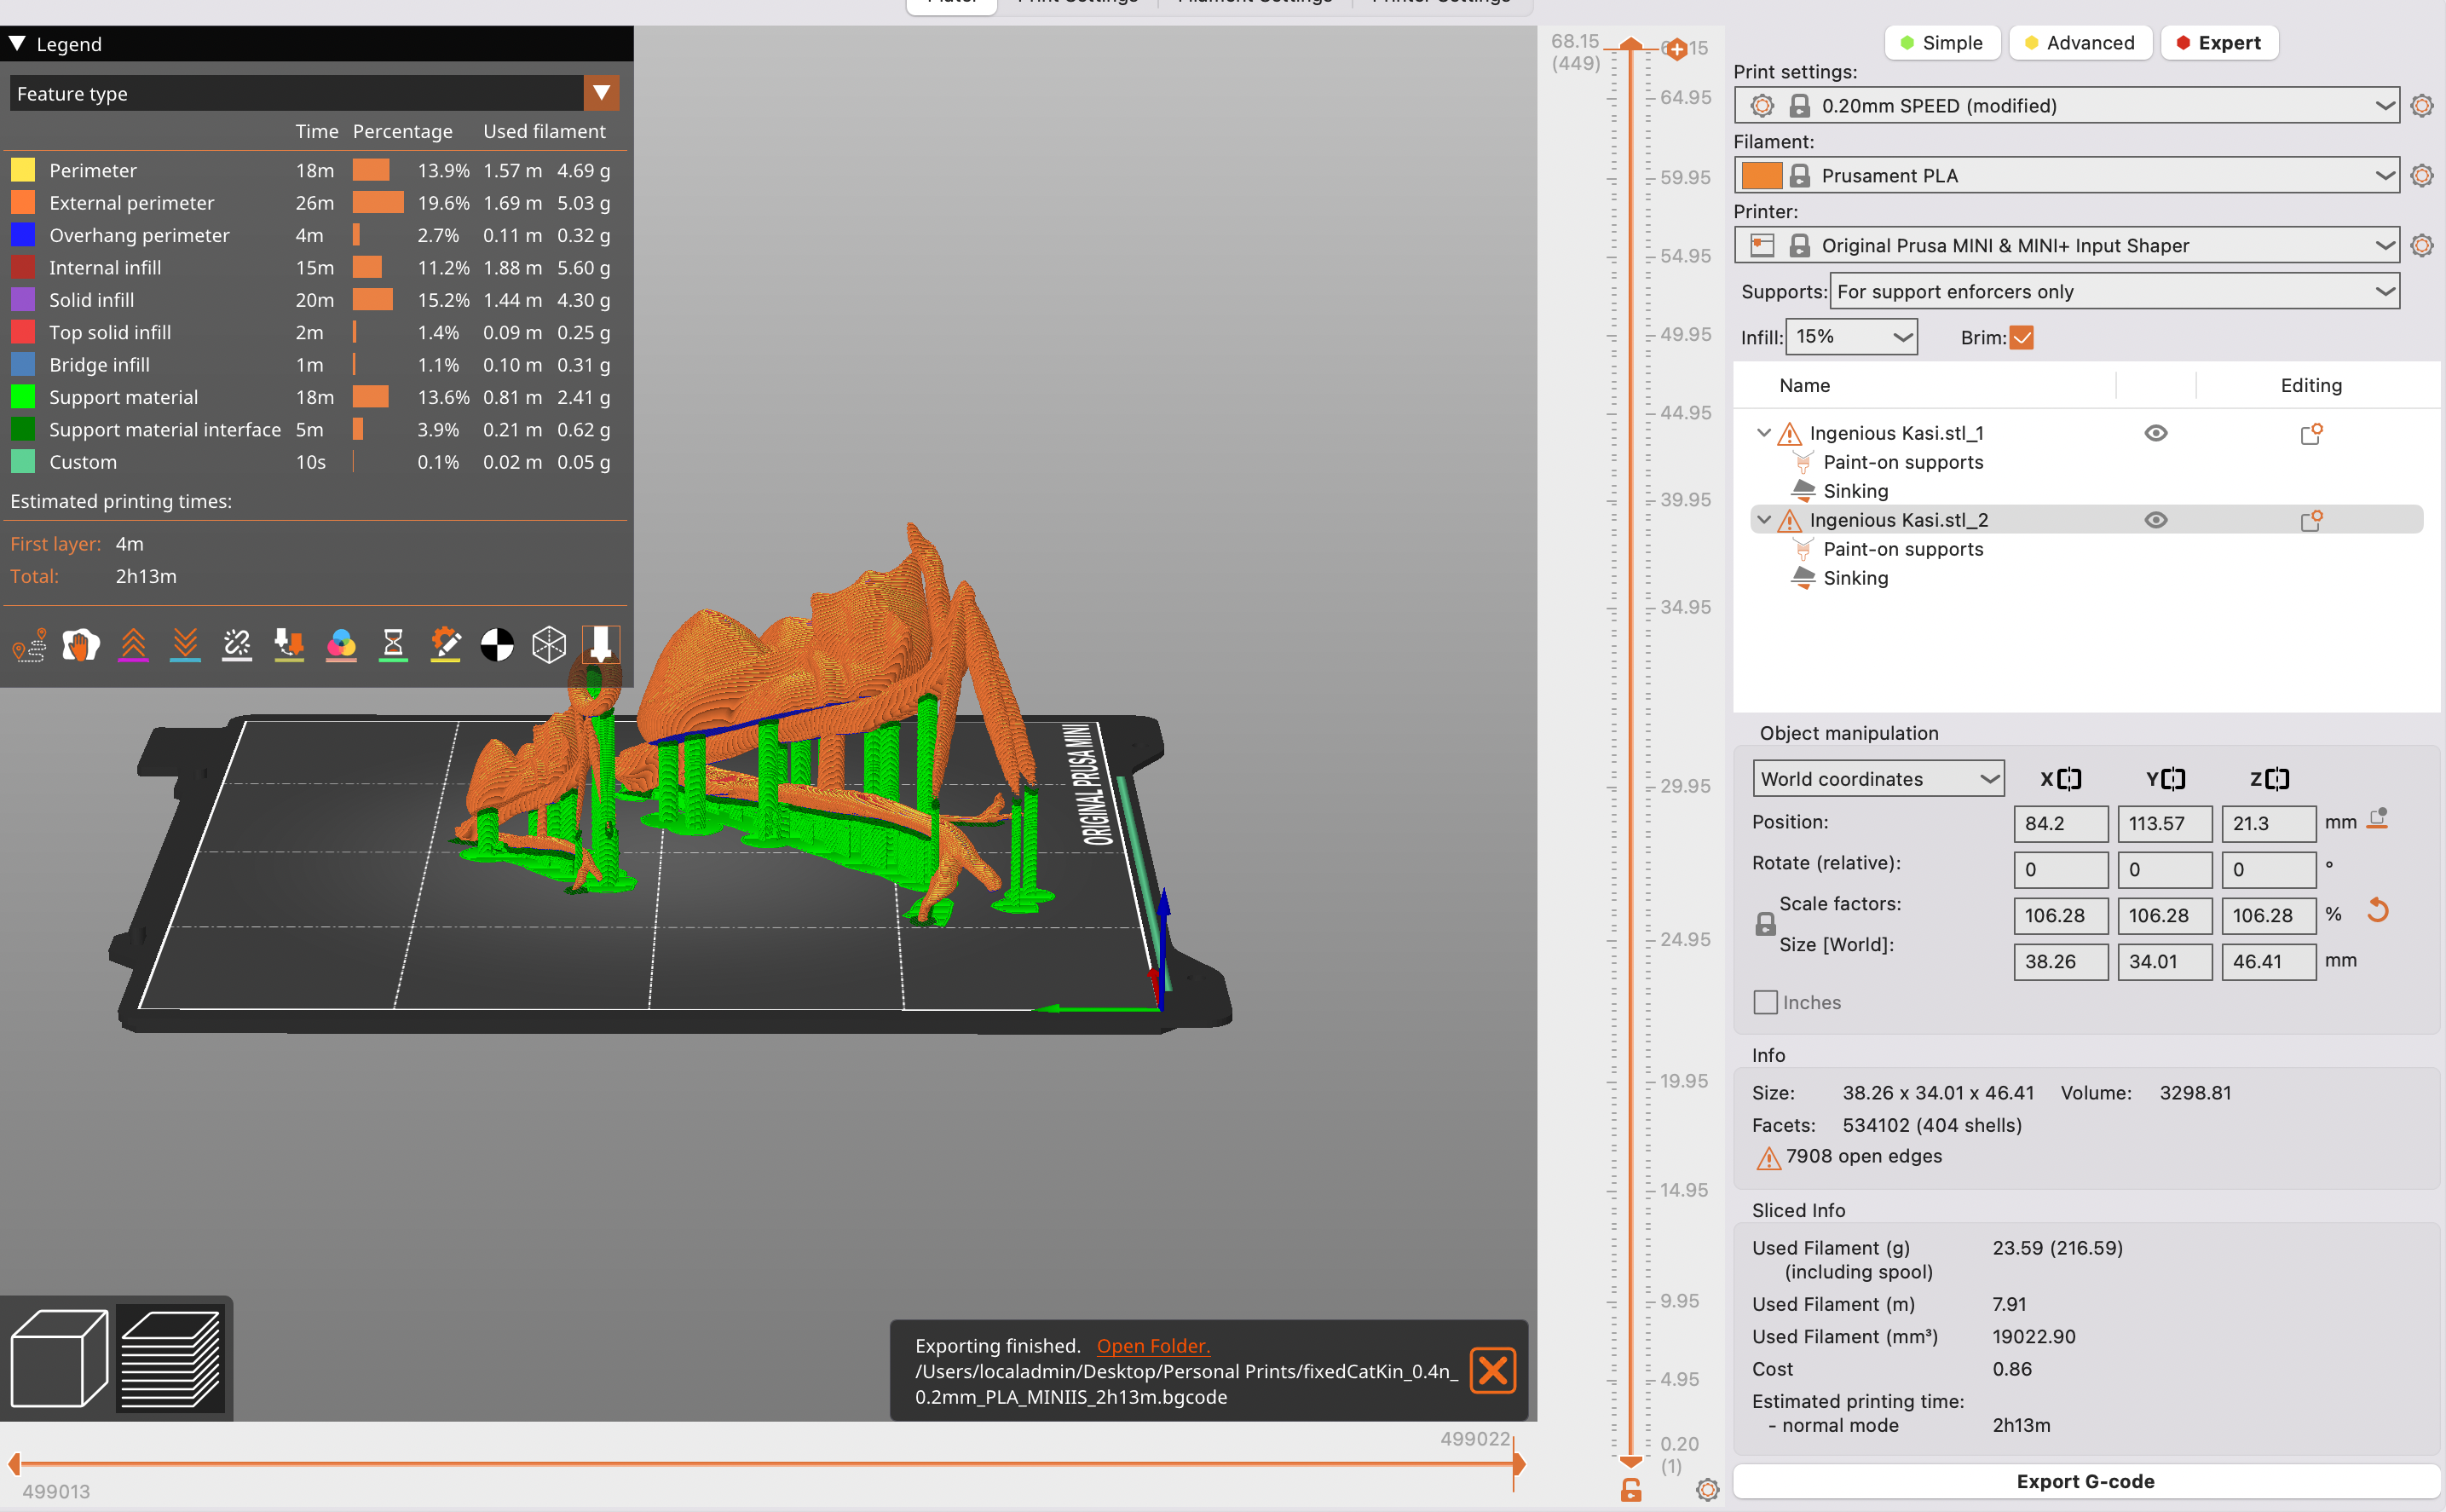 Plater Print Settings Filament Settings Printer Settings
Legend
Feature type
Time Percentage Used filament
Perimeter 18m 13.9% 1.57 m 4.69 g
External perimeter 26m 19.6% 1.69 m 5.03 g
Overhang perimeter 4m 2.7% 0.11 m 0.32 g
Internal infill 15m 11.2% 1.88 m 5.60 g
Solid infill 20m 15.2% 1.44 m 4.30 g
Top solid infill 2m 1.4% 0.09 m 0.25 g
Bridge infill 1m 1.1% 0.10 m 0.31 g
Support material 18m 13.6% 0.81 m 2.41 g
Support material interface 5m 3.9% 0.21 m 0.62 g
Custom 10s 0.1% 0.02 m 0.05 g
Estimated printing times:
First layer: 4m
Total: 2h13m
ORIGINAL PRUSA MINI
Exporting finished. Open Folder.
/Users/localadmin/Desktop/Personal Prints/fixedCatKin_0.4n_
0.2mm_PLA_MINIIS_2h13m.bgcode
499022
499013
68.15
(449)
64.95
59.95
54.95
49.95
44.95
39.95
34.95
29.95
24.95
19.95
14.95
9.95
4.95
0.20
(1)
Simple Advanced Expert
Print settings:
0.20mm SPEED (modified)
Filament:
Prusament PLA
Printer:
Original Prusa MINI & MINI+ Input Shaper
Supports: For support enforcers only
Infill: 15% Brim:
Name Editing
Ingenious Kasi.stl_1
Paint-on supports
Sinking
Ingenious Kasi.stl_2
Paint-on supports
Sinking
Object manipulation
World coordinates X Y Z
Position: 84.2 113.57 21.3 mm
Rotate (relative): 0 0 0 °
Scale factors: 106.28 106.28 106.28 %
Size [World]: 38.26 34.01 46.41 mm
Inches
Info
Size: 38.26 x 34.01 x 46.41 Volume: 3298.81
Facets: 534102 (404 shells)
7908 open edges
Sliced Info
Used Filament (g) 23.59 (216.59)
(including spool)
Used Filament (m) 7.91
Used Filament (mm³) 19022.90
Cost 0.86
Estimated printing time:
- normal mode 2h13m
Export G-code